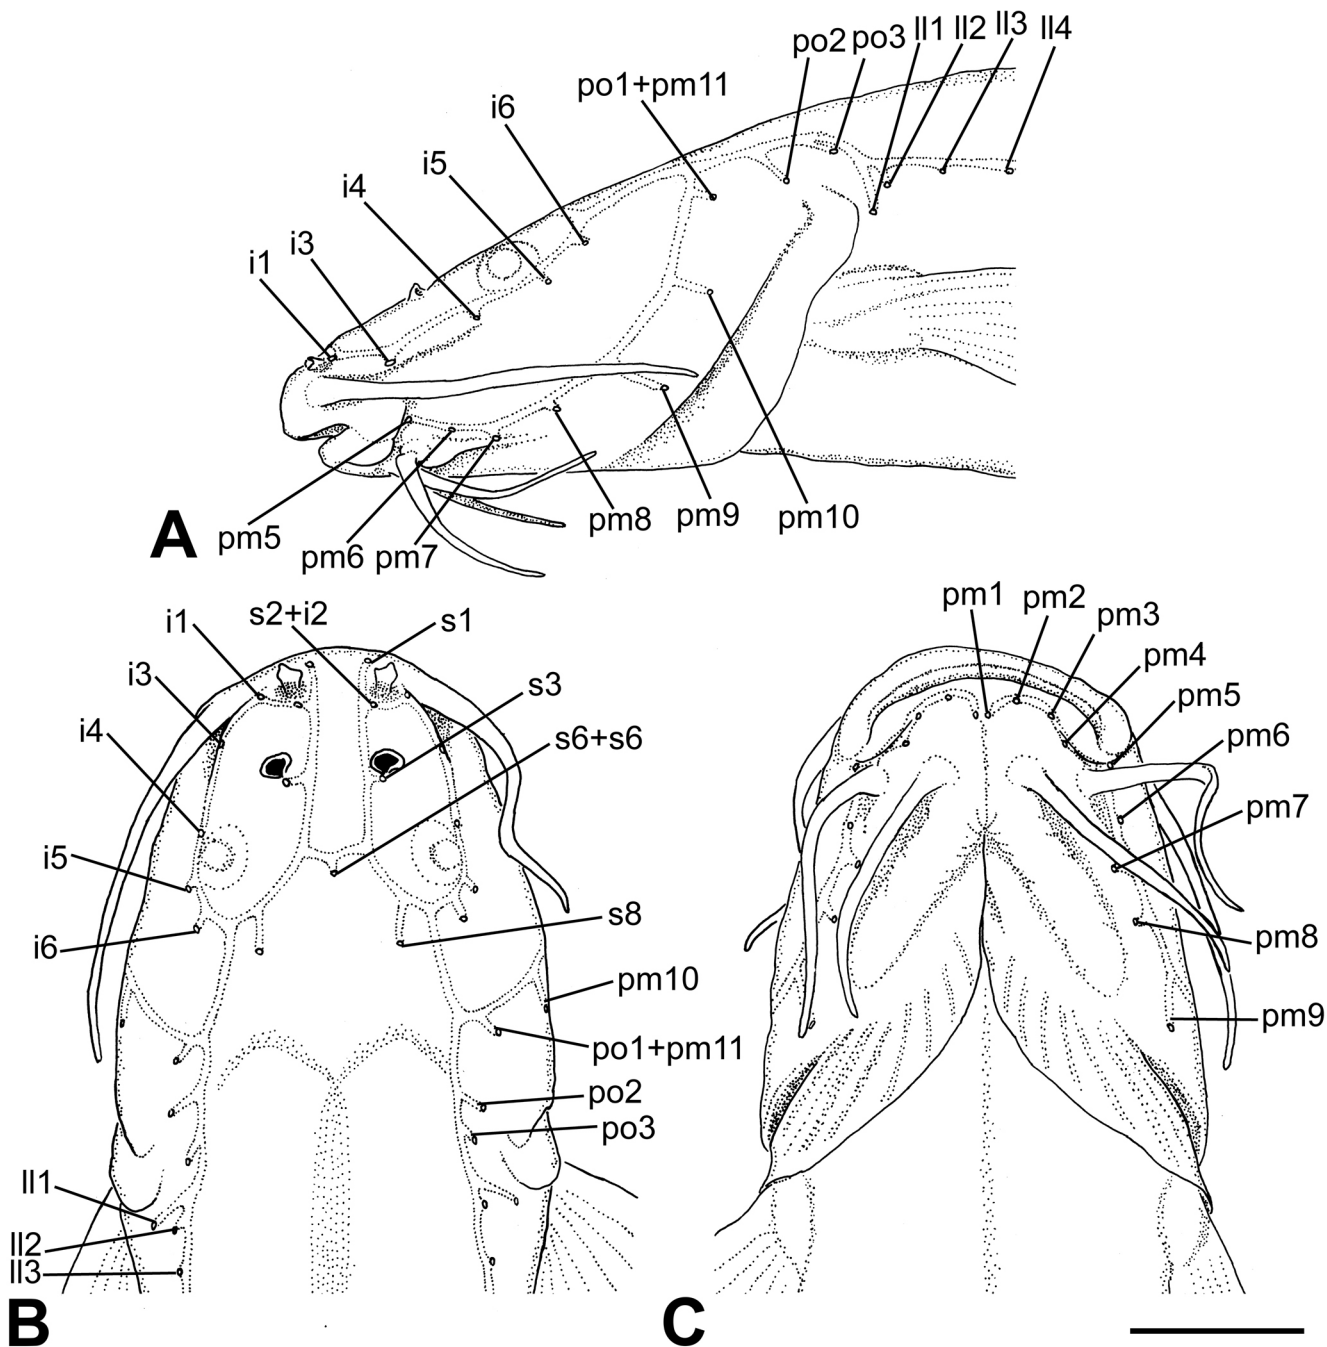 po2 po3 ll1 ll2 ll3 ll4
po1+pm11
i6
i5
i4
i3
i1
pm8 pm9 pm10
pm5
pm6 pm7
A
i1 s2+i2 s1
i3
s3
i4
s6+s6
i5
s8
i6
pm10
po1+pm11
po2
po3
ll1
ll2
ll3
B
pm1 pm2
pm3
pm4
pm5
pm6
pm7
pm8
pm9
C